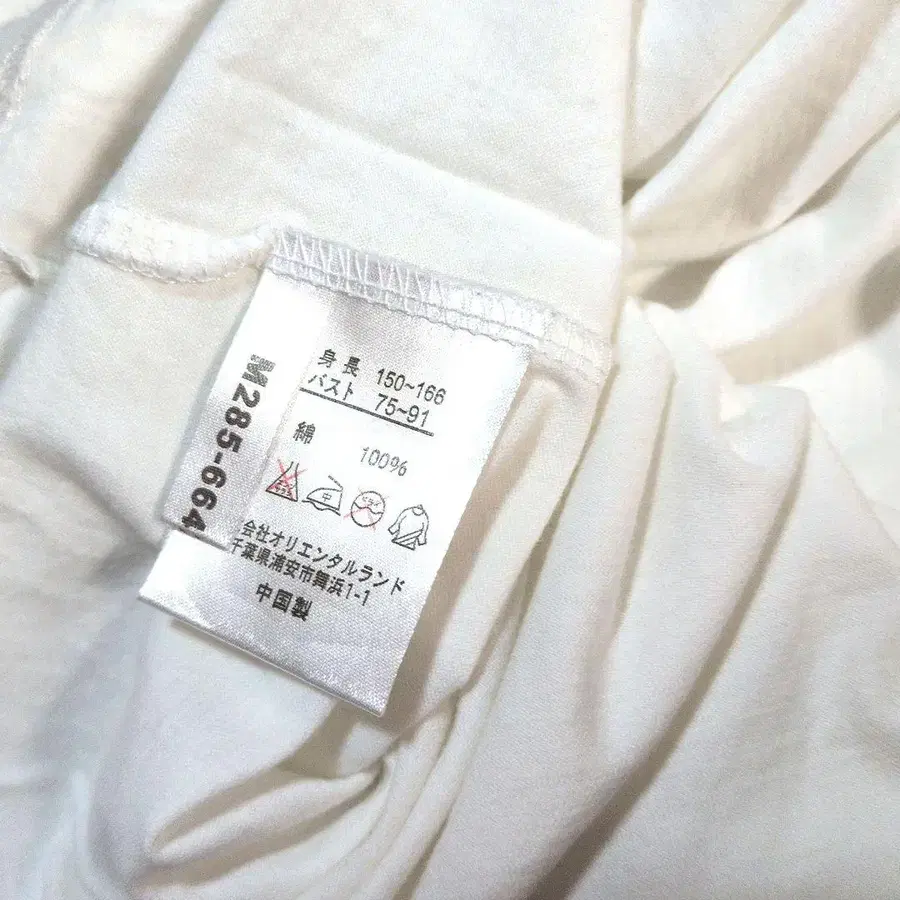 身長 150~166
バスト 75~91
綿 100%
中
会社オリエンタルランド
千葉県浦安市舞浜1-1
中国製
M285-664